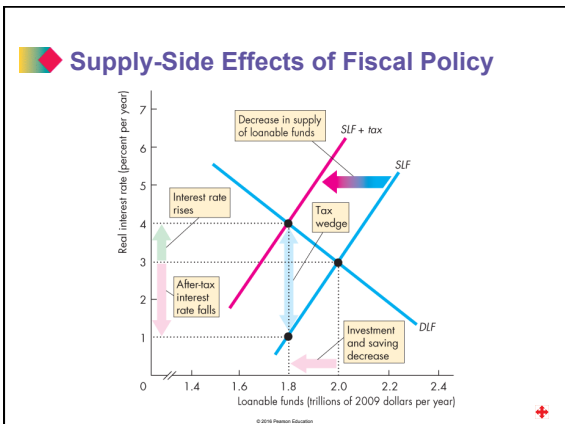 Supply-Side Effects of Fiscal Policy
Real interest rate (percent per year)
7
6
5
4
3
2
1
0
Decrease in supply
of loanable funds
SLF + tax
SLF
Interest rate
rises
Tax
wedge
After-tax
interest
rate falls
Investment
and saving
decrease
DLF
1.4
1.6
1.8
2.0
2.2
2.4
Loanable funds (trillions of 2009 dollars per year)
© 2016 Pearson Education